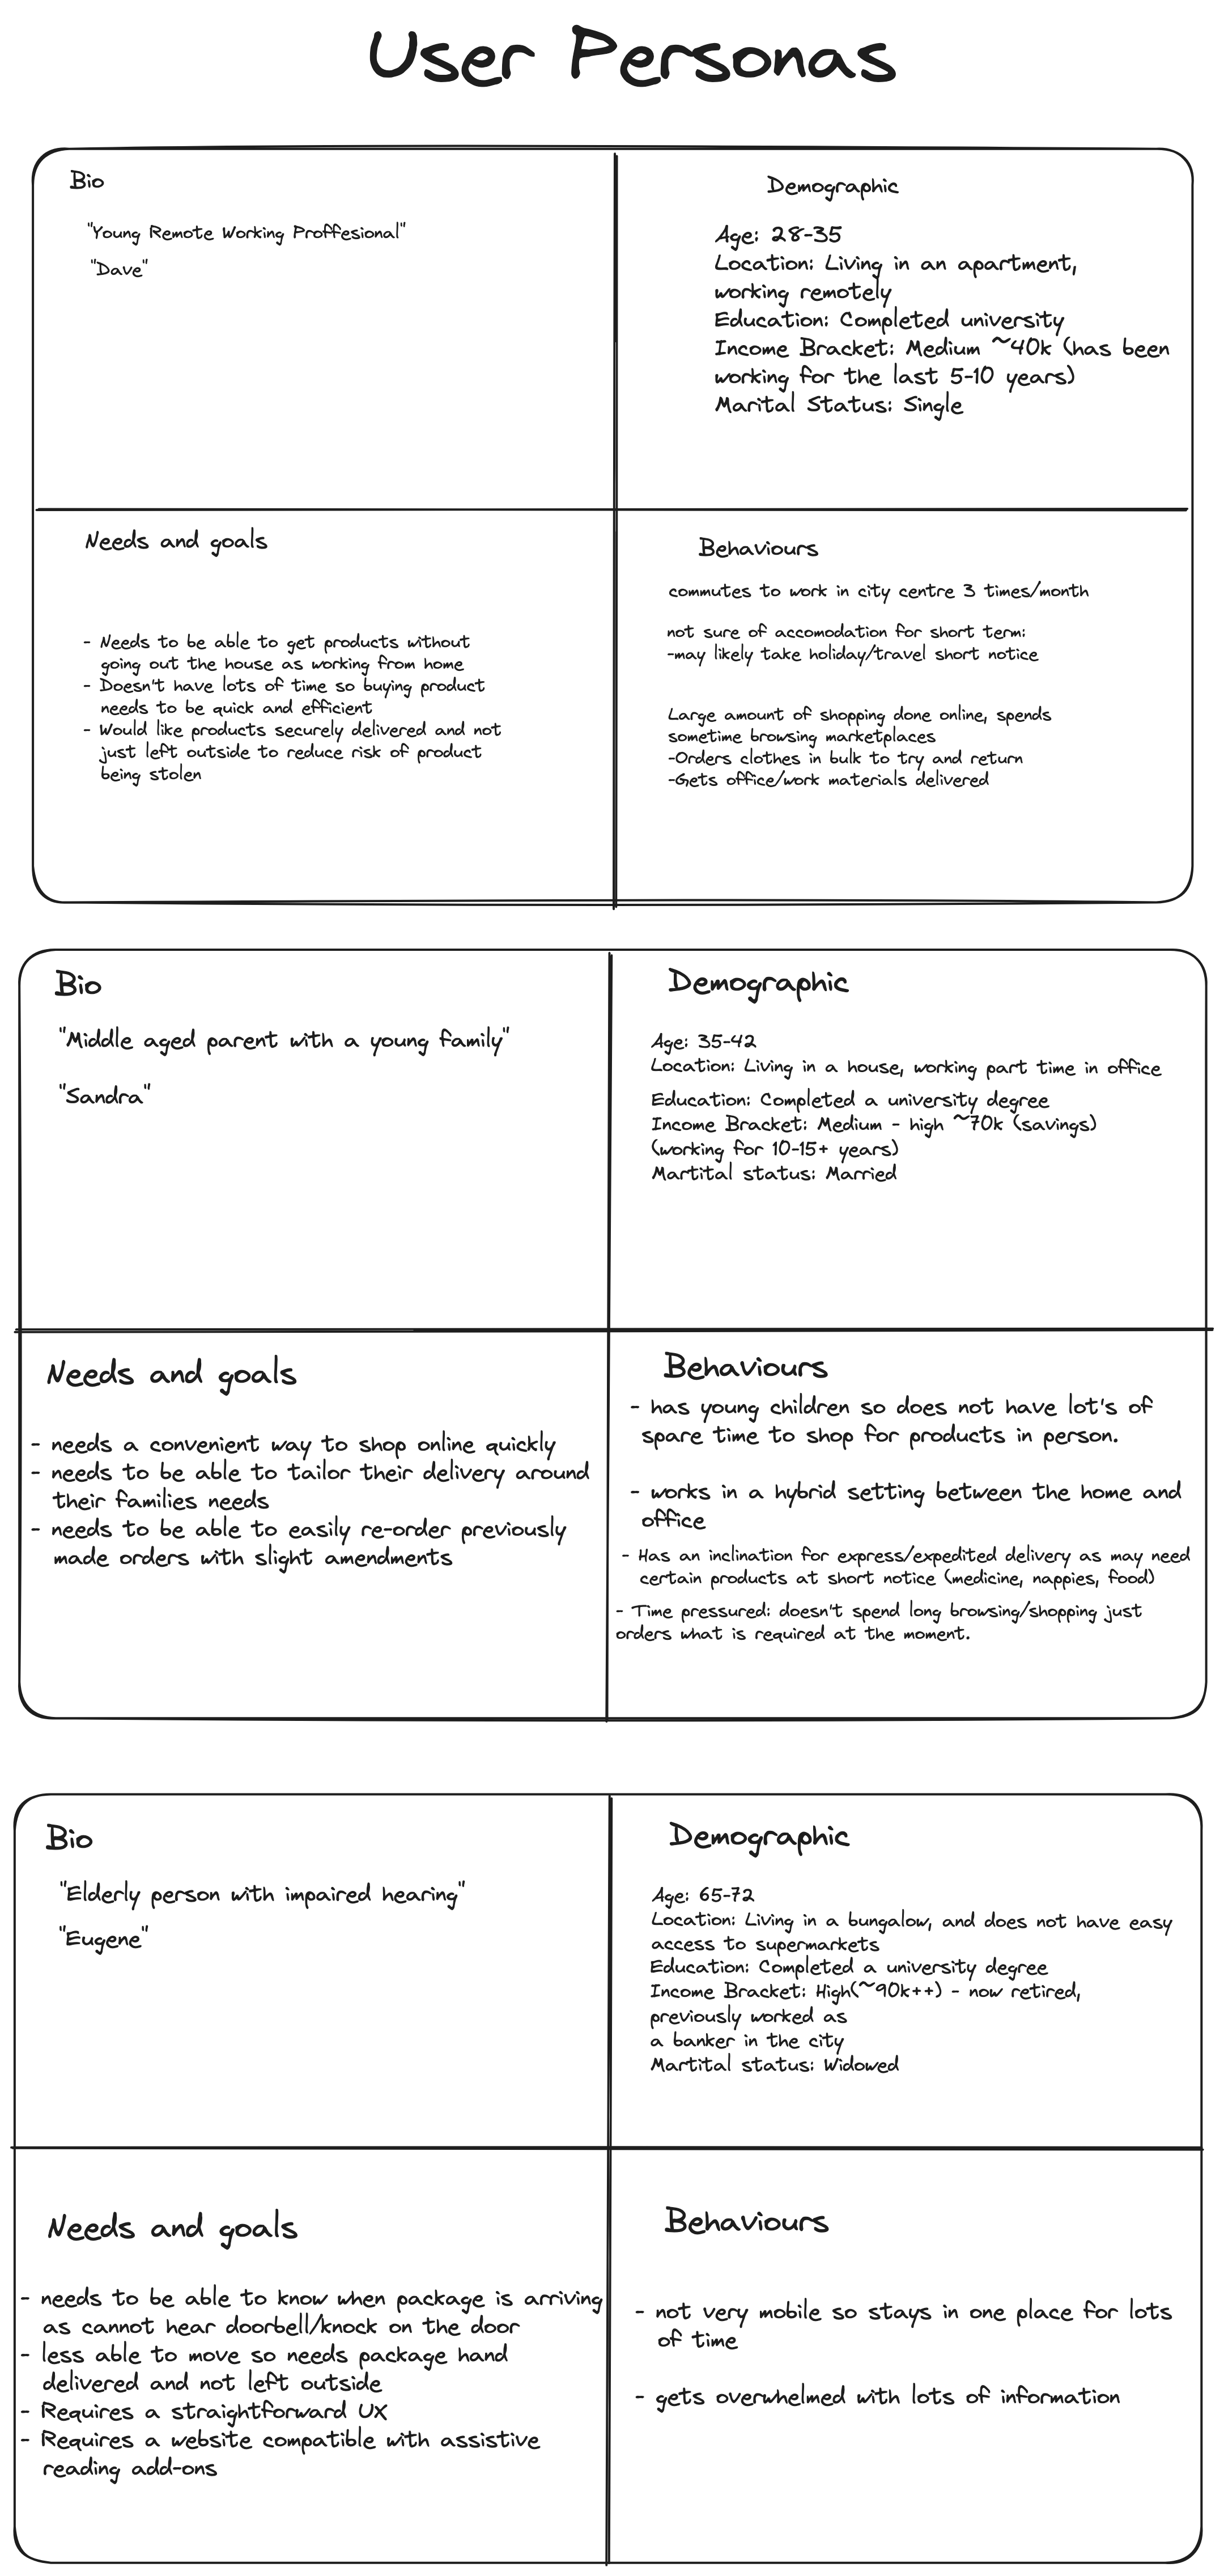 User Personas
Bio
"Young Remote Working Proffesional"
"Dave"
Demographic
Age: 28-35
Location: Living in an apartment,
working remotely
Education: Completed university
Income Bracket: Medium ~40k (has been
working for the last 5-10 years)
Marital Status: Single
Needs and goals
- Needs to be able to get products without
going out the house as working from home
- Doesn't have lots of time so buying product
needs to be quick and efficient
- Would like products securely delivered and not
just left outside to reduce risk of product
being stolen
Behaviours
commutes to work in city centre 3 times/month
not sure of accomodation for short term:
-may likely take holiday/travel short notice
Large amount of shopping done online, spends
sometime browsing marketplaces
-Orders clothes in bulk to try and return
-Gets office/work materials delivered
Bio
"Middle aged parent with a young family"
"Sandra"
Demographic
Age: 35-42
Location: Living in a house, working part time in office
Education: Completed a university degree
Income Bracket: Medium - high ~70k (savings)
(working for 10-15+ years)
Martital status: Married
Needs and goals
- needs a convenient way to shop online quickly
- needs to be able to tailor their delivery around
their families needs
- needs to be able to easily re-order previously
made orders with slight amendments
Behaviours
- has young children so does not have lot's of
spare time to shop for products in person.
- works in a hybrid setting between the home and
office
- Has an inclination for express/expedited delivery as may need
certain products at short notice (medicine, nappies, food)
- Time pressured: doesn't spend long browsing/shopping just
orders what is required at the moment.
Bio
"Elderly person with impaired hearing"
"Eugene"
Demographic
Age: 65-72
Location: Living in a bungalow, and does not have easy
access to supermarkets
Education: Completed a university degree
Income Bracket: High(~90k++) - now retired,
previously worked as
a banker in the city
Martital status: Widowed
Needs and goals
- needs to be able to know when package is arriving
as cannot hear doorbell/knock on the door
- less able to move so needs package hand
delivered and not left outside
- Requires a straightforward UX
- Requires a website compatible with assistive
reading add-ons
Behaviours
- not very mobile so stays in one place for lots
of time
- gets overwhelmed with lots of information